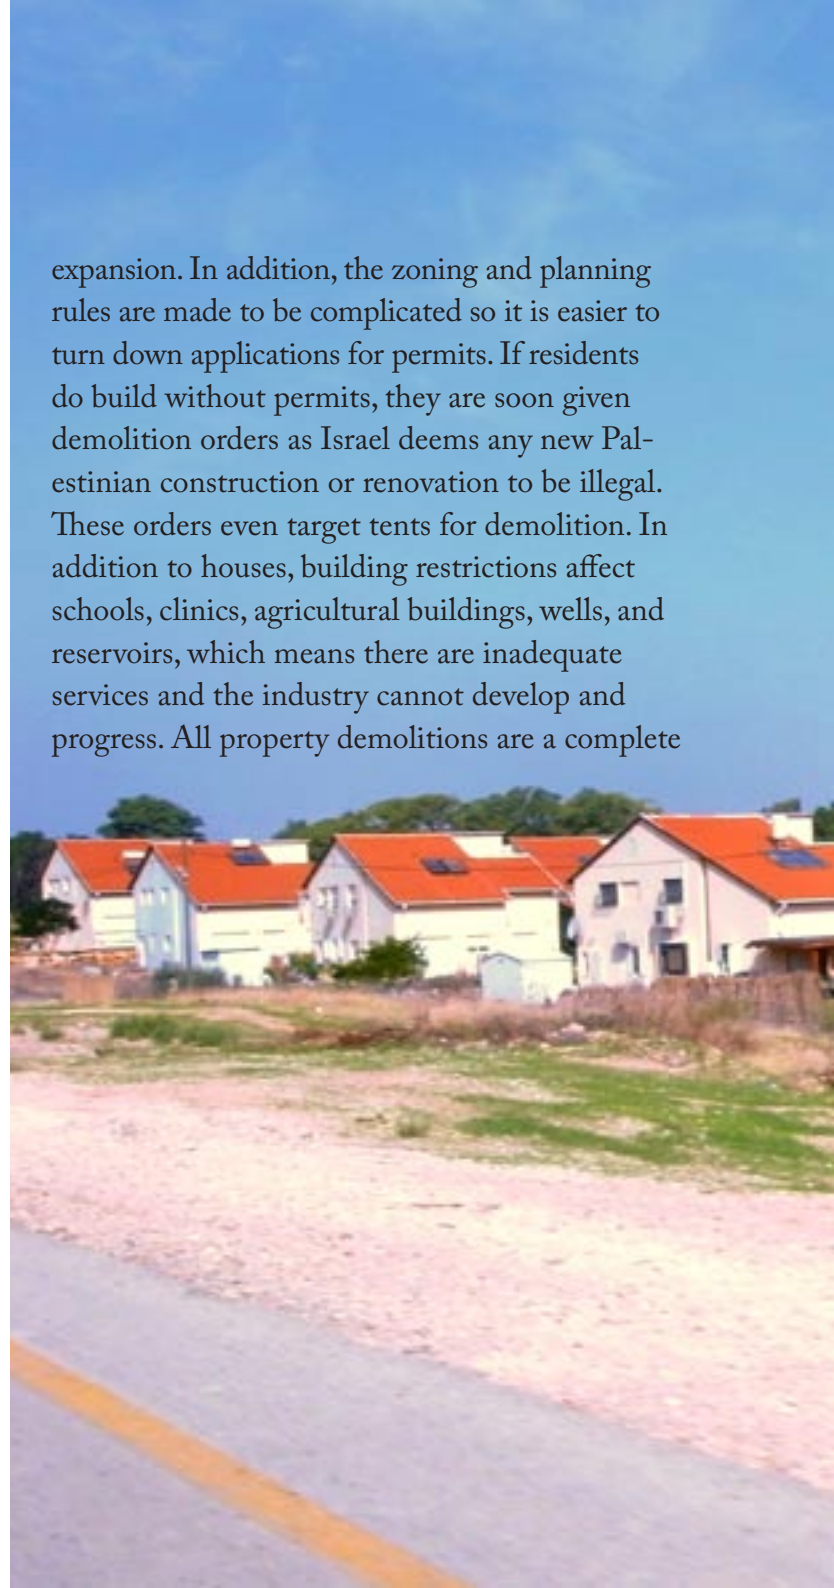 expansion. In addition, the zoning and planning
rules are made to be complicated so it is easier to
turn down applications for permits. If residents
do build without permits, they are soon given
demolition orders as Israel deems any new Pal-
estinian construction or renovation to be illegal.
These orders even target tents for demolition. In
addition to houses, building restrictions affect
schools, clinics, agricultural buildings, wells, and
reservoirs, which means there are inadequate
services and the industry cannot develop and
progress. All property demolitions are a complete